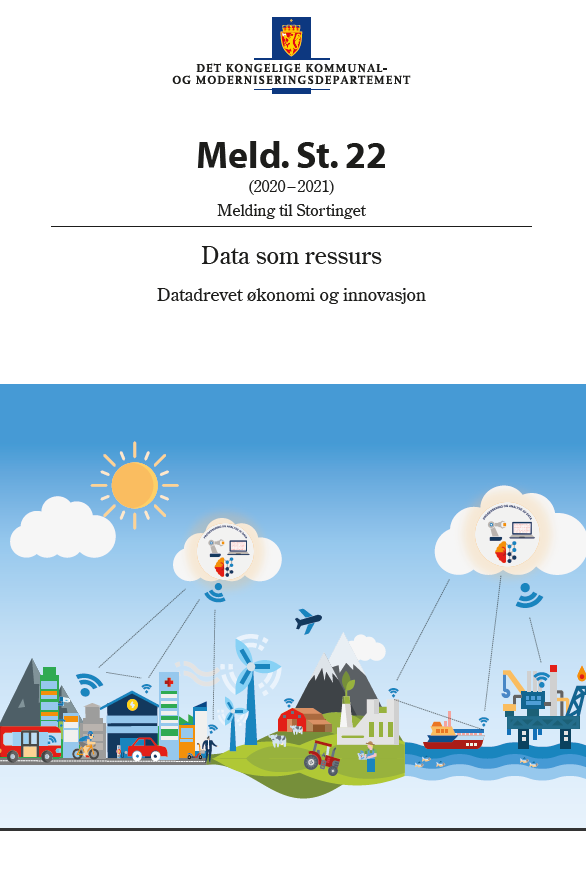 DET KONGELIGE KOMMUNAL-
OG MODERNISERINGSDEPARTEMENT
Meld. St. 22
(2020–2021)
Melding til Stortinget
Data som ressurs
Datadrevet økonomi og innovasjon